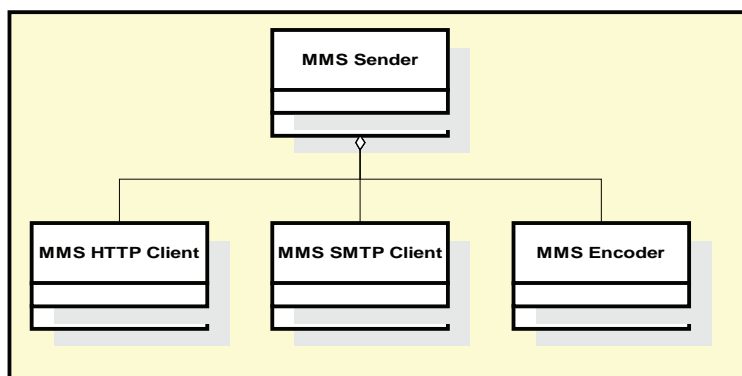 MMS Sender
MMS HTTP Client
MMS SMTP Client
MMS Encoder